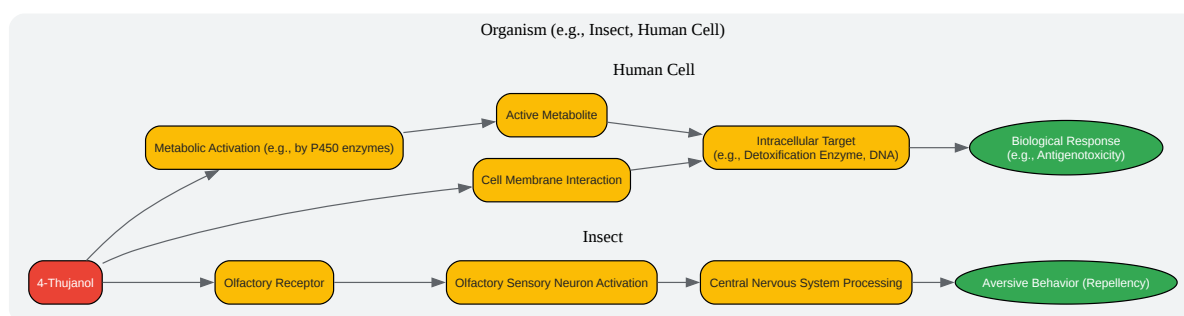 Organism (e.g., Insect, Human Cell)
Human Cell
Active Metabolite
Metabolic Activation (e.g., by P450 enzymes)
Intracellular Target
(e.g., Detoxification Enzyme, DNA)
Biological Response
(e.g., Antigenotoxicity)
Cell Membrane Interaction
Insect
4-Thujanol
Olfactory Receptor
Olfactory Sensory Neuron Activation
Central Nervous System Processing
Aversive Behavior (Repellency)